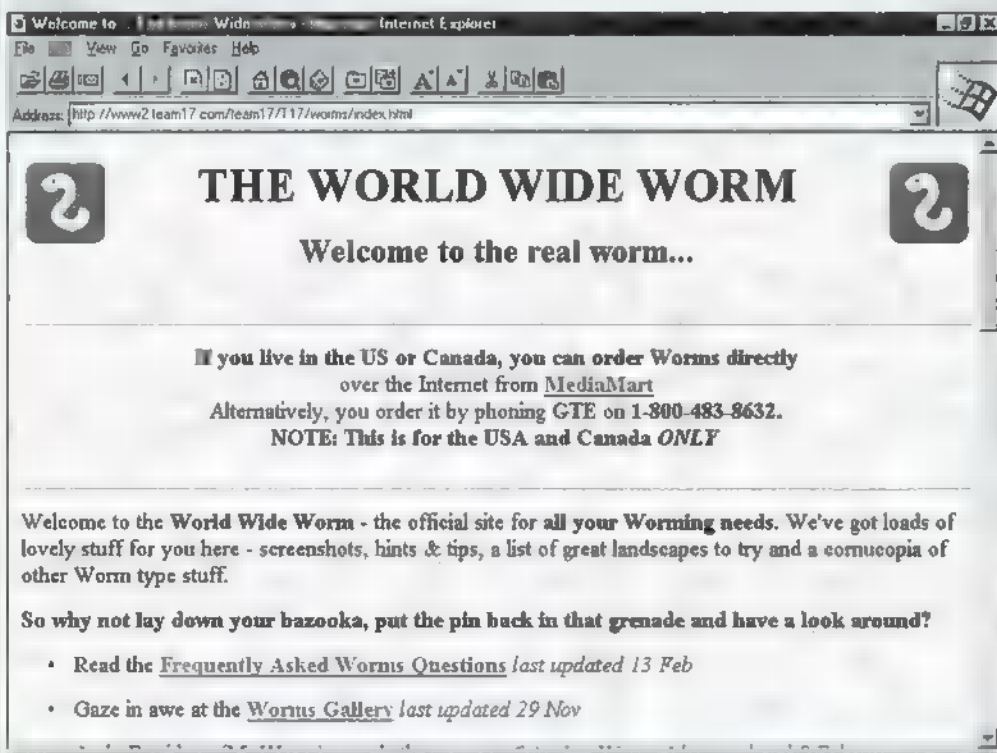 Welcome to Wide Internet Explorer
File View Go Favorites Help
Address: http://www2.team17.com/team17/T17/worms/index.html
THE WORLD WIDE WORM
Welcome to the real worm...
If you live in the US or Canada, you can order Worms directly
over the Internet from MediaMart
Alternatively, you order it by phoning GTE on 1-800-483-8632.
NOTE: This is for the USA and Canada ONLY
Welcome to the World Wide Worm - the official site for all your Worming needs. We've got loads of
lovely stuff for you here - screenshots, hints & tips, a list of great landscapes to try and a cornucopia of
other Worm type stuff.
So why not lay down your bazooka, put the pin back in that grenade and have a look around?
• Read the Frequently Asked Worms Questions last updated 13 Feb
• Gaze in awe at the Worms Gallery last updated 29 Nov